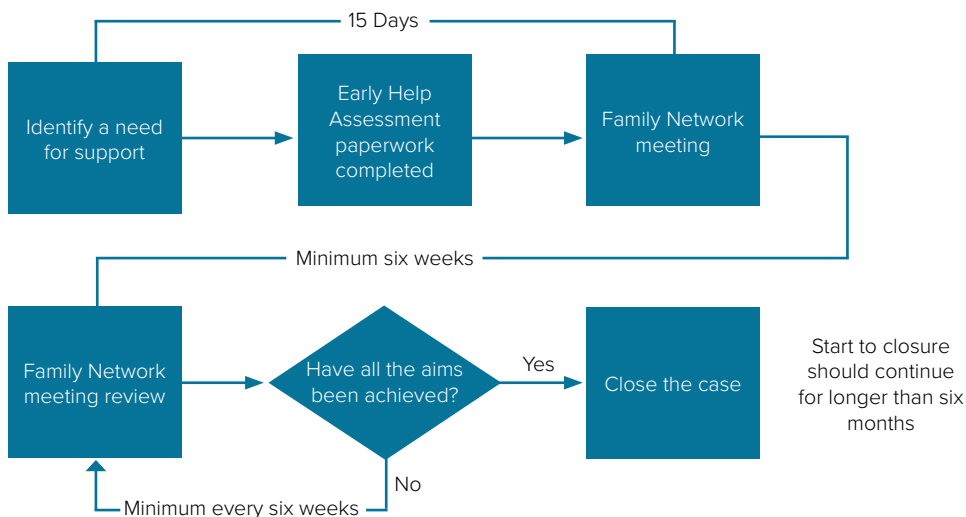 15 Days
Identify a need
for support
Early Help
Assessment
paperwork
completed
Family Network
meeting
Minimum six weeks
Family Network
meeting review
Have all the aims
been achieved?
Yes
Close the case
Start to closure
should continue
for longer than six
months
No
Minimum every six weeks